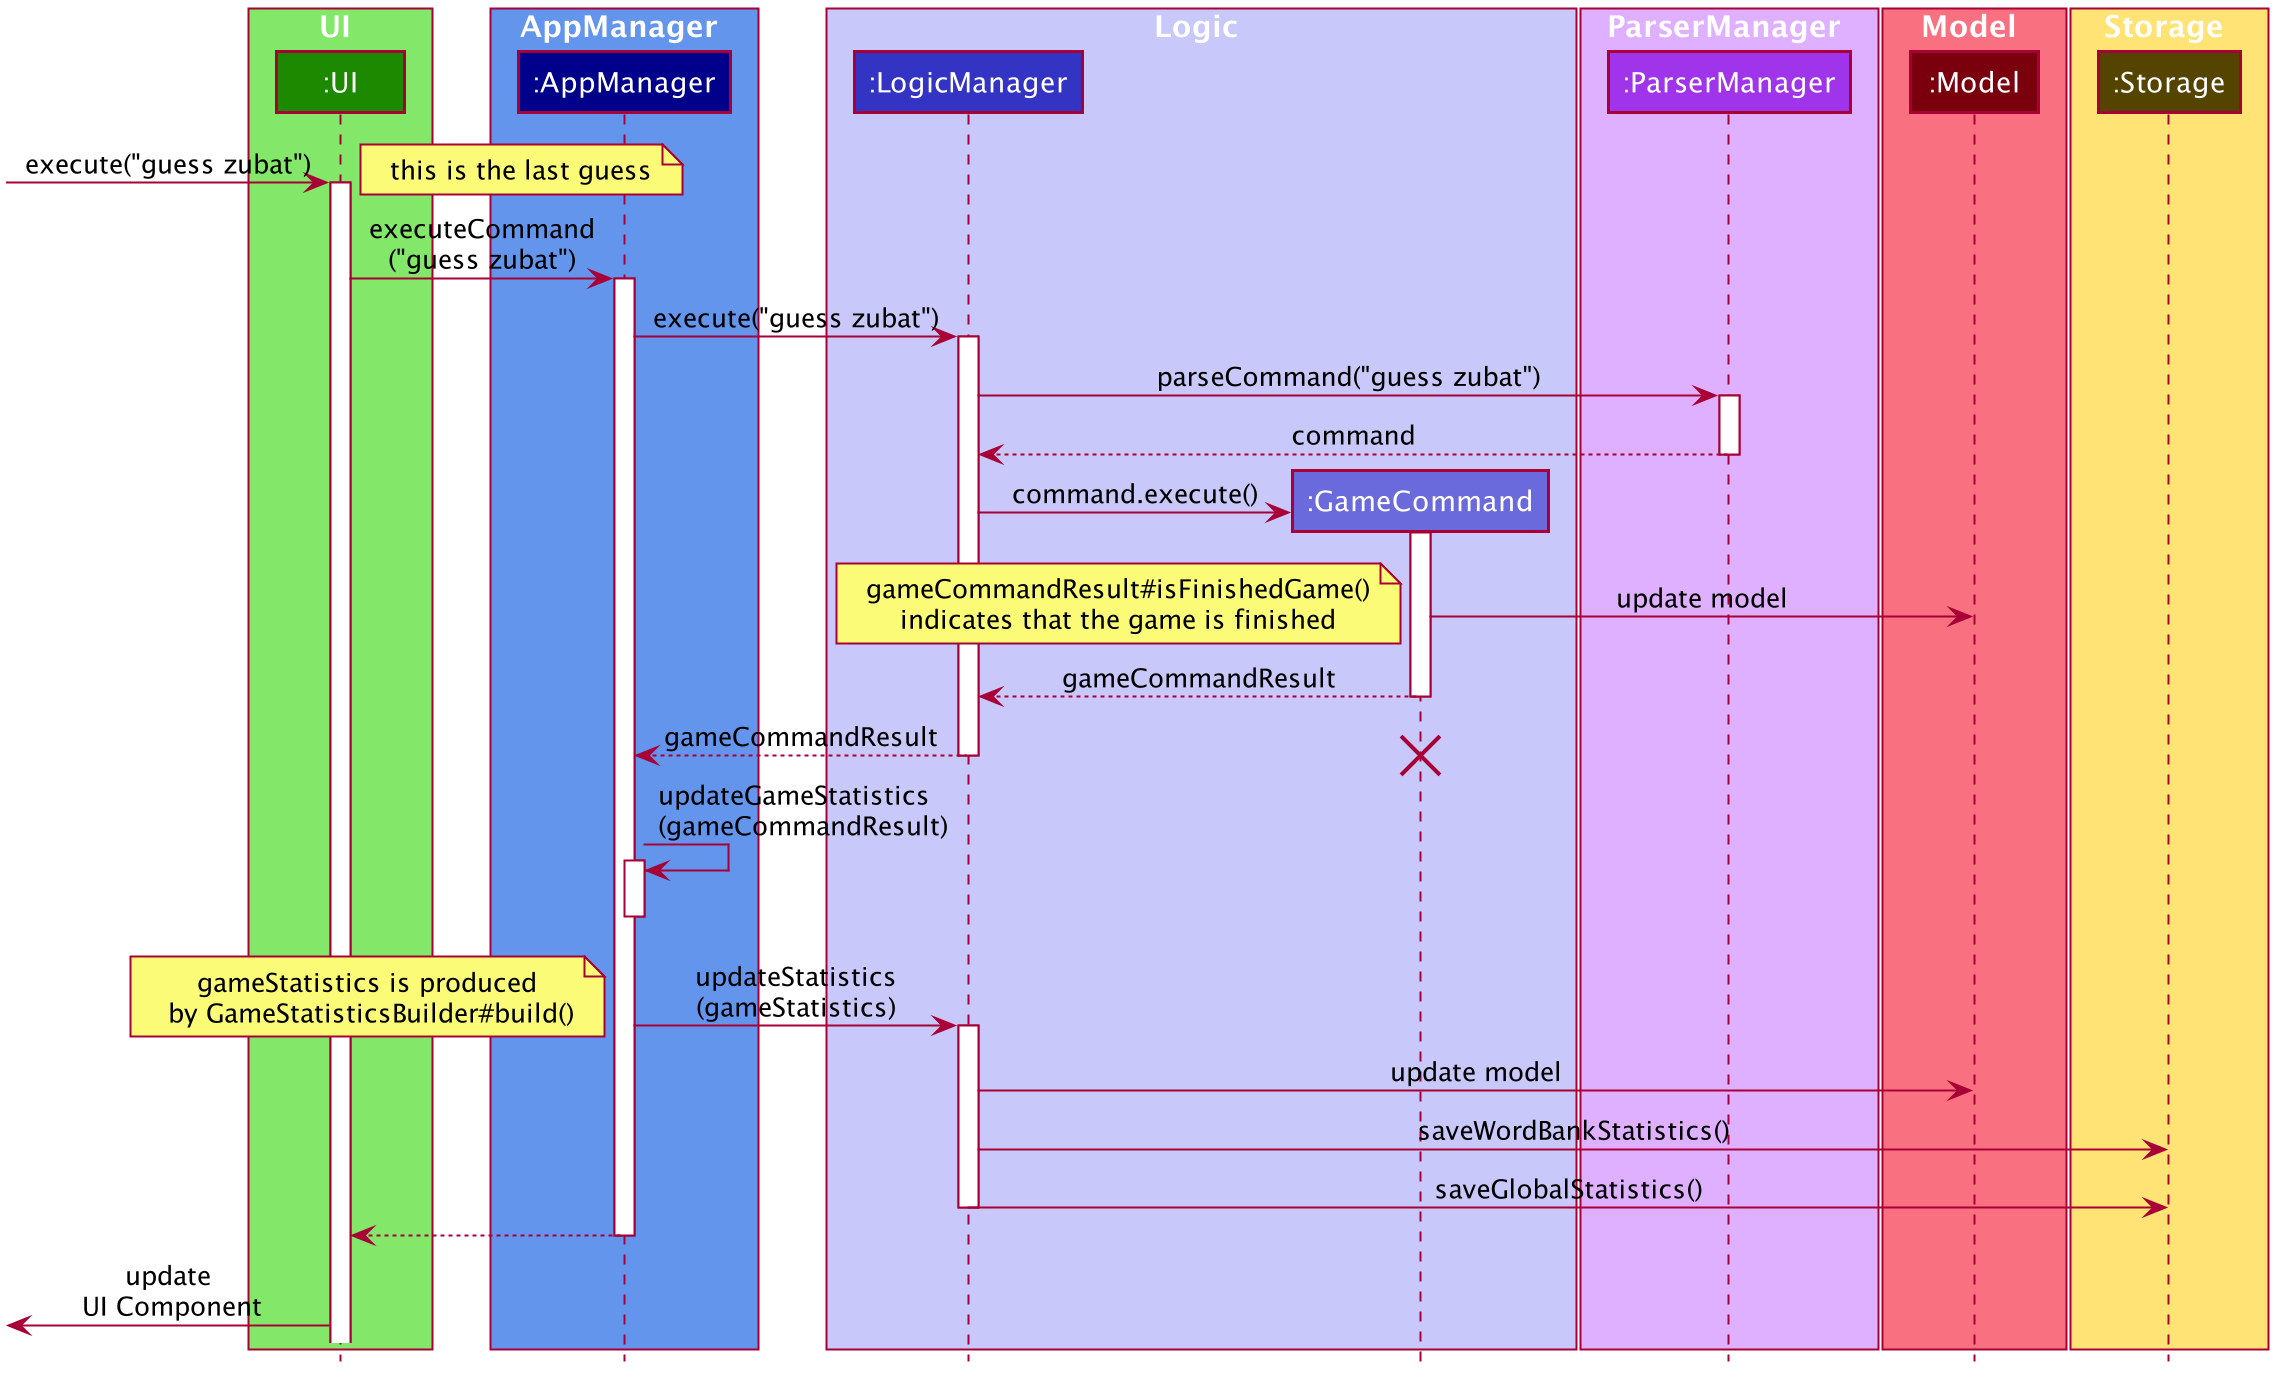 UI
AppManager
Logic
ParserManager
Model
Storage
:UI
:AppManager
:LogicManager
:ParserManager
:Model
:Storage
execute("guess zubat")
this is the last guess
executeCommand
("guess zubat")
execute("guess zubat")
parseCommand("guess zubat")
command
command.execute()
:GameCommand
gameCommandResult#isFinishedGame()
indicates that the game is finished
update model
gameCommandResult
gameCommandResult
updateGameStatistics
(gameCommandResult)
gameStatistics is produced
by GameStatisticsBuilder#build()
updateStatistics
(gameStatistics)
update model
saveWordBankStatistics()
saveGlobalStatistics()
update
UI Component